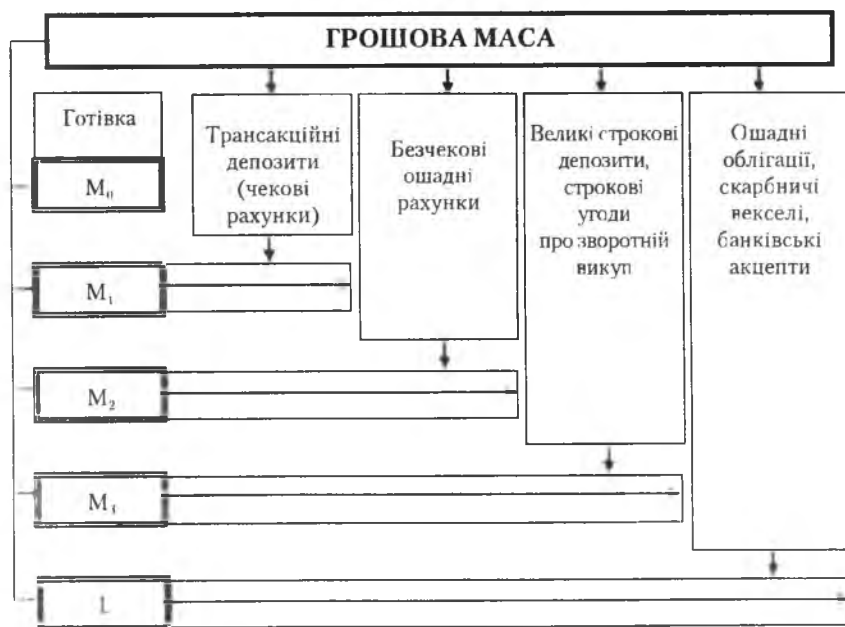 ГРОШОВА МАСА
Готівка
M₀
Трансакційні
депозити
(чекові
рахунки)
Безчекові
ошадні
рахунки
Великі строкові
депозити,
строкові
угоди
про зворотній
викуп
Ошадні
облігації,
скарбничі
векселі,
банківські
акцепти
M₁
M₂
M₃
L